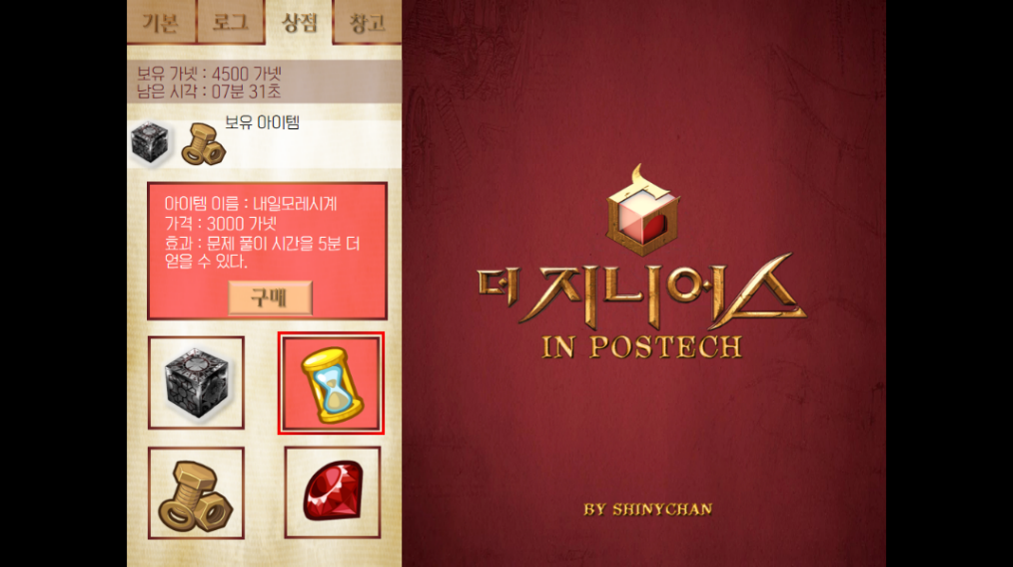 기본 로그 상점 창고
보유 가넷 : 4500 가넷
남은 시각 : 07분 31초
보유 아이템
아이템 이름 : 내일모레시계
가격 : 3000 가넷
효과 : 문제 풀이 시간을 5분 더
얻을 수 있다.
구매
더 지니어스
IN POSTECH
BY SHINYCHAN